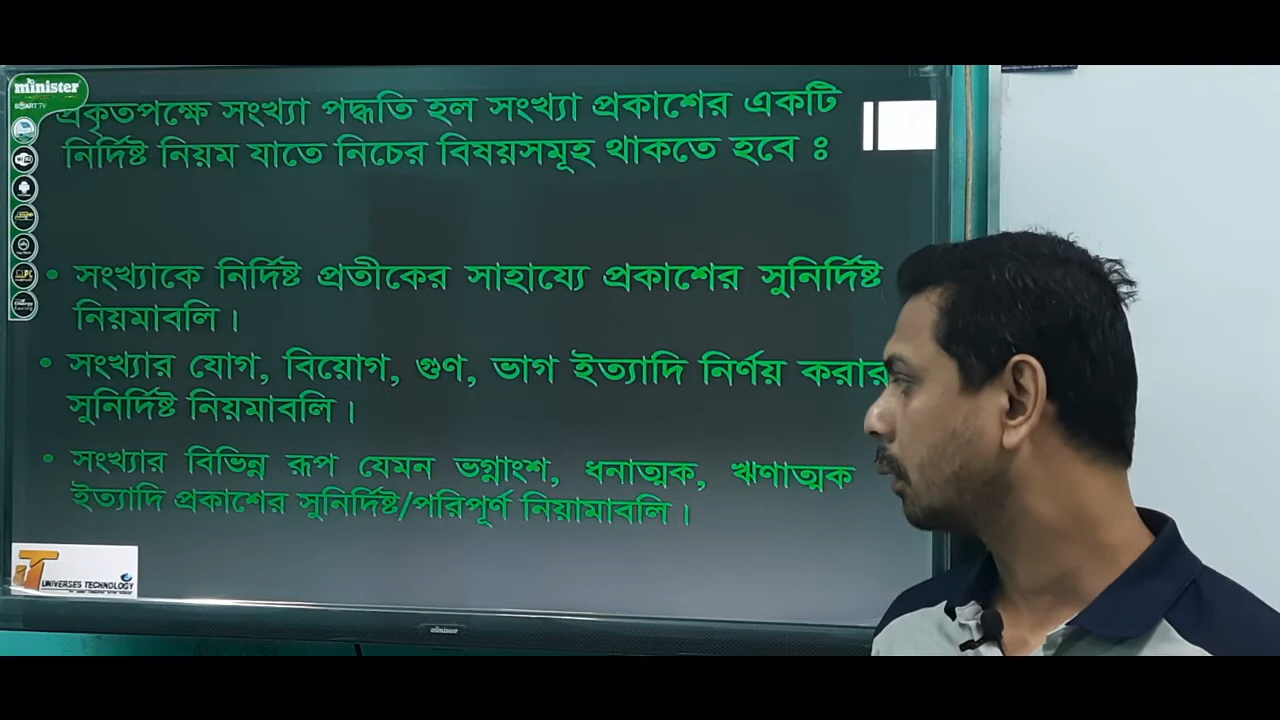 minister
SMART TV
প্রকৃতপক্ষে সংখ্যা পদ্ধতি হল সংখ্যা প্রকাশের একটি
নির্দিষ্ট নিয়ম যাতে নিচের বিষয়সমূহ থাকতে হবে ঃ
• সংখ্যাকে নির্দিষ্ট প্রতীকের সাহায্যে প্রকাশের সুনির্দিষ্ট
নিয়মাবলি ।
• সংখ্যার যোগ, বিয়োগ, গুণ, ভাগ ইত্যাদি নির্ণয় করার
সুনির্দিষ্ট নিয়মাবলি ।
• সংখ্যার বিভিন্ন রূপ যেমন ভগ্নাংশ, ধনাত্মক, ঋণাত্মক
ইত্যাদি প্রকাশের সুনির্দিষ্ট/পরিপূর্ণ নিয়ামাবলি ।
UNIVERSES TECHNOLOGY
minister